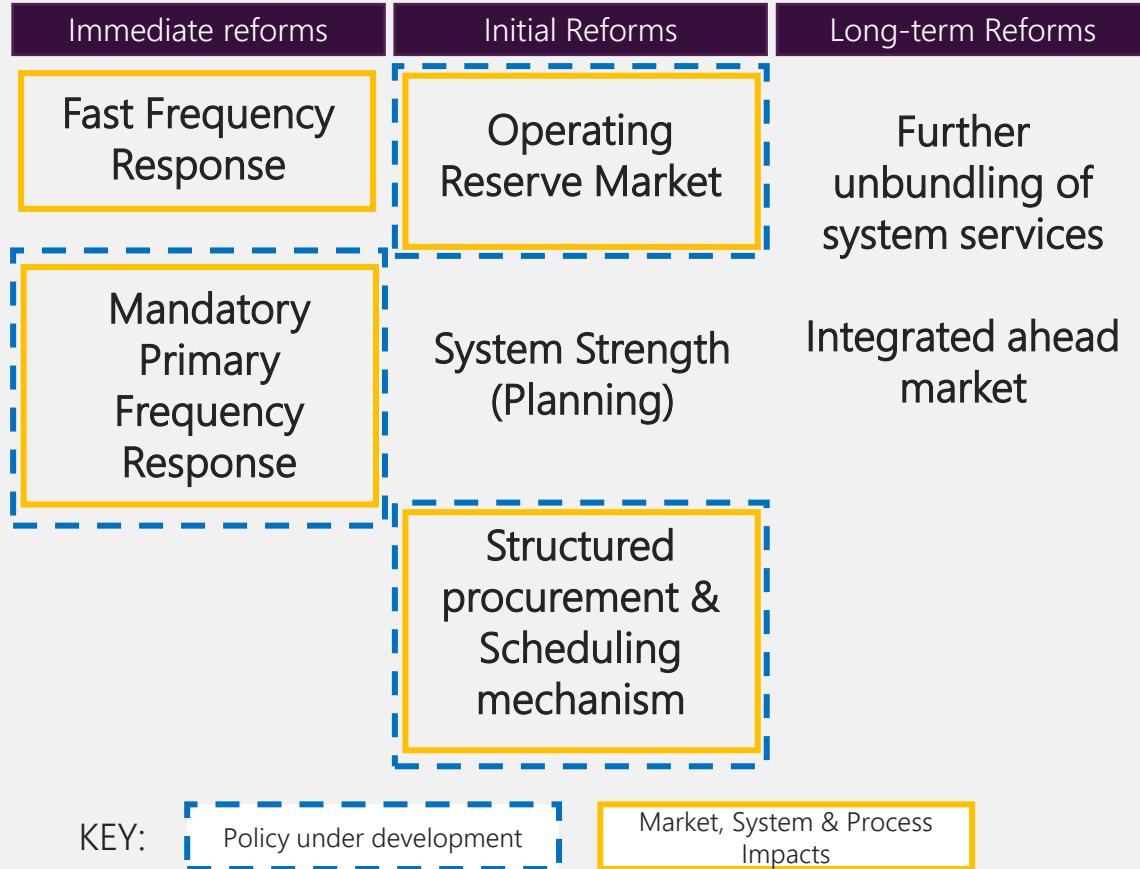 Immediate reforms
Initial Reforms
Long-term Reforms
Fast Frequency
Response
Mandatory
Primary
Frequency
Response
Operating
Reserve Market
System Strength
(Planning)
Structured
procurement &
Scheduling
mechanism
Further
unbundling of
system services
Integrated ahead
market
KEY:
Policy under development
Market, System & Process
Impacts